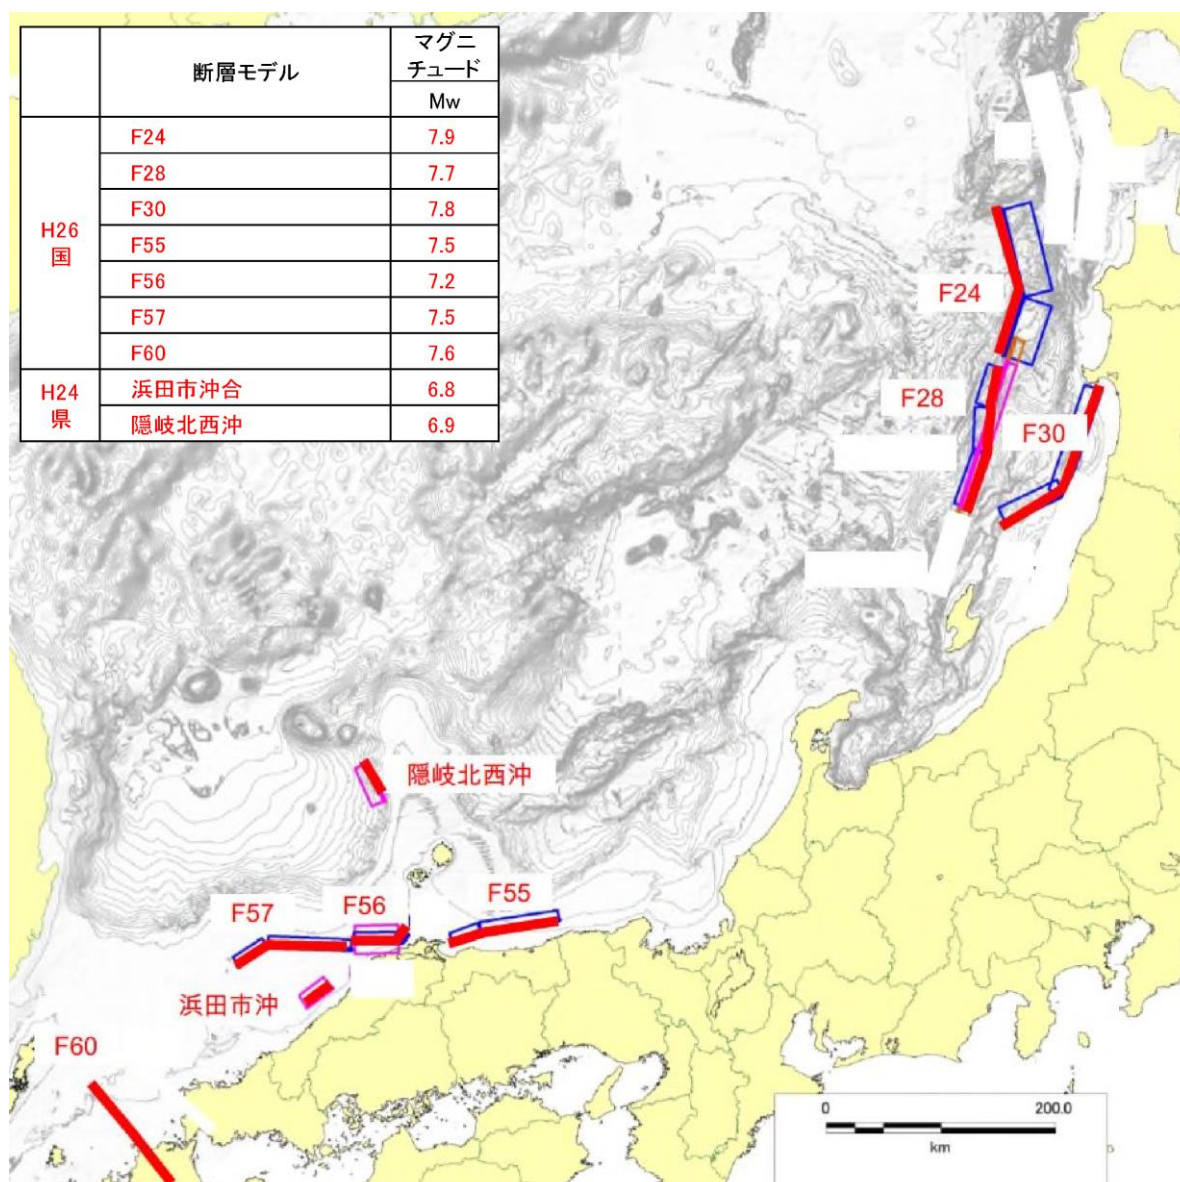 断層モデル
マグニ
チュード
Mw
H26
国
F24 7.9
F28 7.7
F30 7.8
F55 7.5
F56 7.2
F57 7.5
F60 7.6
H24
県
浜田市沖合 6.8
隠岐北西沖 6.9
F24
F28
F30
隠岐北西沖
F55
F56
F57
浜田市沖
F60
0 200.0
km